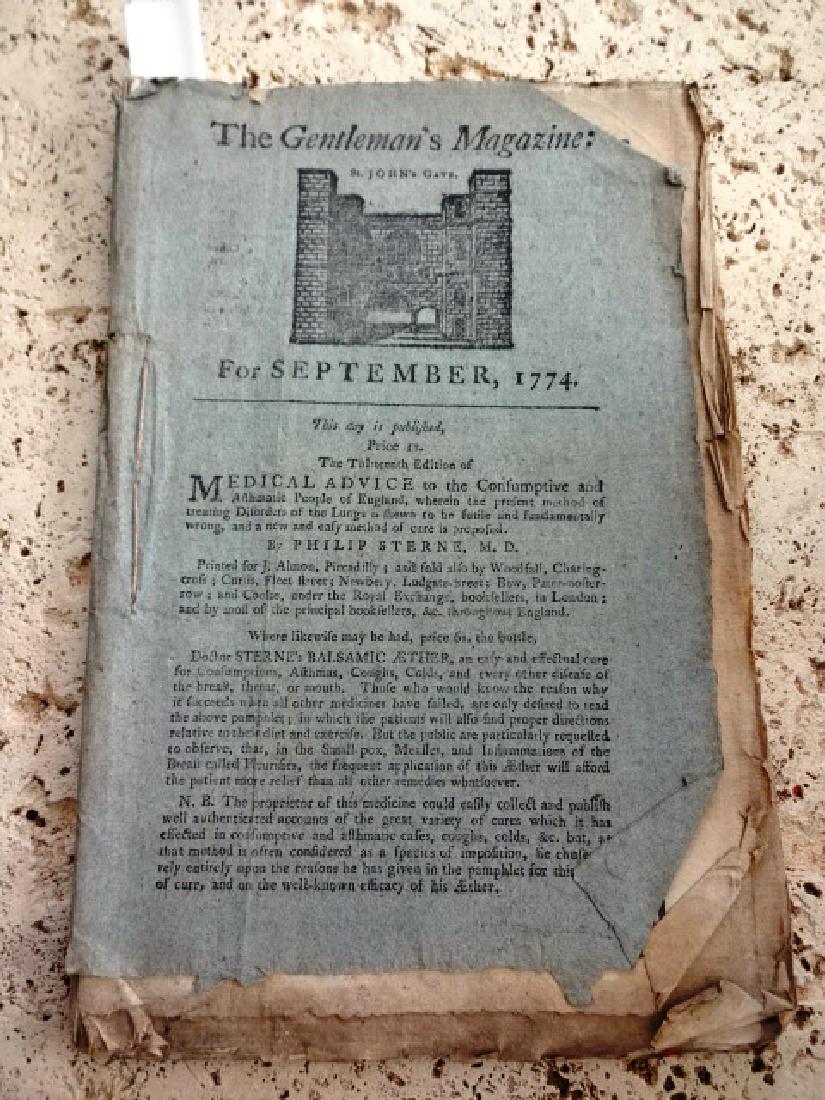 The Gentleman's Magazine:
St. JOHN's GATE.
For SEPTEMBER, 1774.
This day is publiſhed,
Price 1s.
The Thirteenth Edition of
MEDICAL ADVICE to the Conſumptive and
Aſthmatic People of England, wherein the preſent method of
treating Diſorders of the Lungs is ſhewn to be futile and fundamentally
wrong, and a new and eaſy method of cure is propoſed.
By PHILIP STERNE, M. D.
Printed for J. Almon, Piccadilly; and ſold alſo by Woodfall, Charing-
croſs; Curtis, Fleet ſtreet; Newbery, Ludgate-ſtreet; Bew, Pater-noſter-
row; and Cooke, under the Royal Exchange, bookſellers, in London;
and by moſt of the principal bookſellers, &c. throughout England.
Where likewiſe may be had, price 6s. the bottle,
Doctor STERNE's BALSAMIC ÆTHER, an eaſy and effectual cure
for Conſumptions, Aſthmas, Coughs, Colds, and every other diſeaſe of
the breaſt, throat, or mouth. Thoſe who would know the reaſon why
it ſucceeds when all other medicines have failed, are only deſired to read
the above pamphlet; in which the patients will alſo find proper directions
relative to their diet and exerciſe. But the public are particularly requeſted
to obſerve, that, in the Small-pox, Meaſles, and Inflammations of the
Breaſt called Pleuriſies, the frequent application of this Æther will afford
the patient more relief than all other remedies whatſoever.
N. B. The proprietor of this medicine could eaſily collect and publiſh
well authenticated accounts of the great variety of cures which it has
effected in conſumptive and aſthmatic caſes, coughs, colds, &c. but, as
that method is often conſidered as a ſpecies of impoſition, he chuſe
rely entirely upon the reaſons he has given in the pamphlet for this
of cure, and on the well-known efficacy of his Æther.